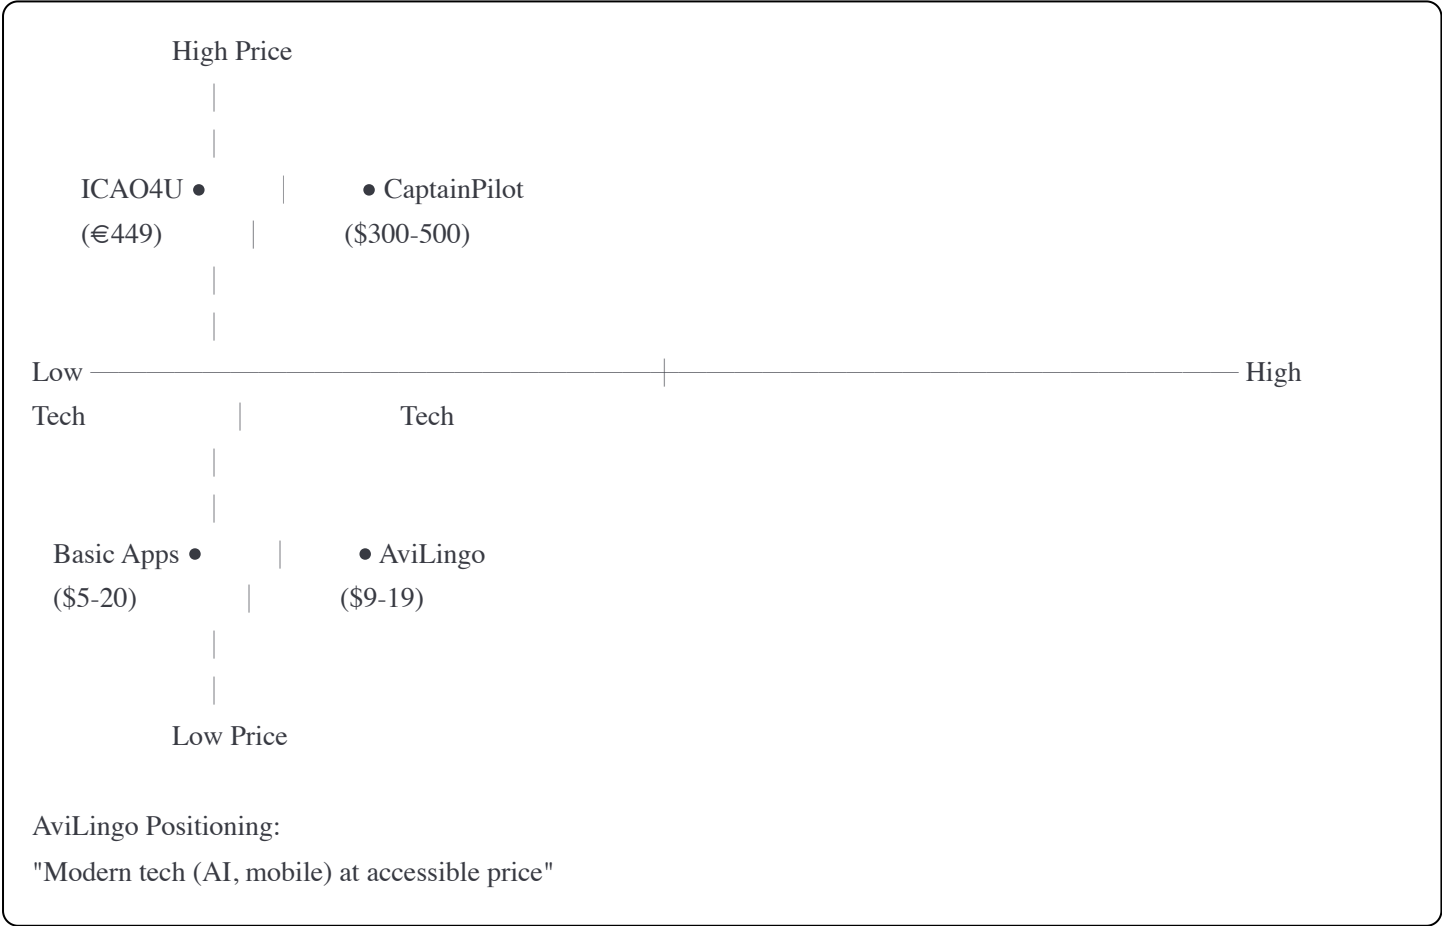 High Price
ICAO4U ● | ● CaptainPilot
(€449) | ($300-500)
Low High
Tech | Tech
Basic Apps ● | ● AviLingo
($5-20) | ($9-19)
Low Price
AviLingo Positioning:
"Modern tech (AI, mobile) at accessible price"